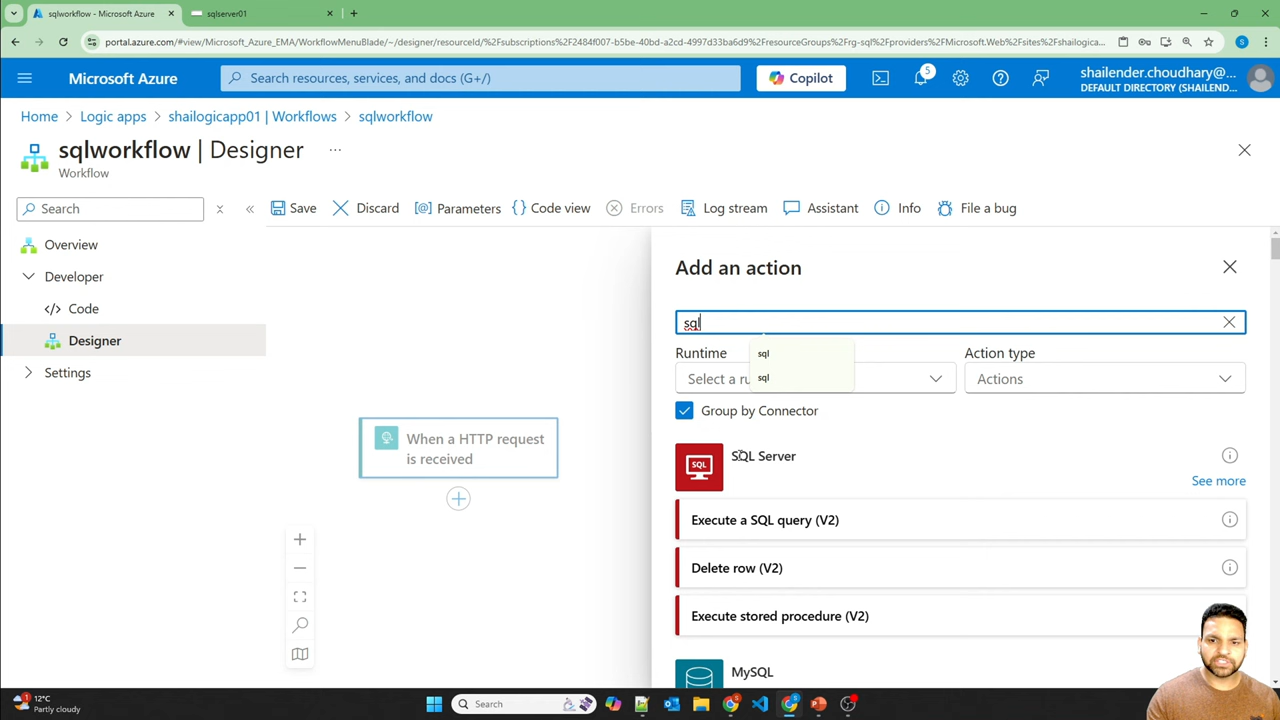 sqlworkflow - Microsoft Azure
sqlserver01
portal.azure.com/#view/Microsoft_Azure_EMA/WorkflowMenuBlade/~/designer/resourceId/%2Fsubscriptions%2F2484f007-b5be-40bd-a2cd-4997d33ba6d9%2FresourceGroups%2Frg-sql%2Fproviders%2FMicrosoft.Web%2Fsites%2Fshailogica...
S
Microsoft Azure
Search resources, services, and docs (G+/)
Copilot
5
shailender.choudhary@...
DEFAULT DIRECTORY (SHAILEND...
Home > Logic apps > shailogicapp01 | Workflows > sqlworkflow
sqlworkflow | Designer
...
Workflow
Search
Save
Discard
Parameters
Code view
Errors
Log stream
Assistant
Info
File a bug
Overview
Developer
Code
Designer
Settings
When a HTTP request
is received
Add an action
sql
Runtime
Action type
Select a ru
Actions
sql
sql
Group by Connector
SQL
SQL Server
See more
Execute a SQL query (V2)
Delete row (V2)
Execute stored procedure (V2)
MySQL
1
12°C
Partly cloudy
Search